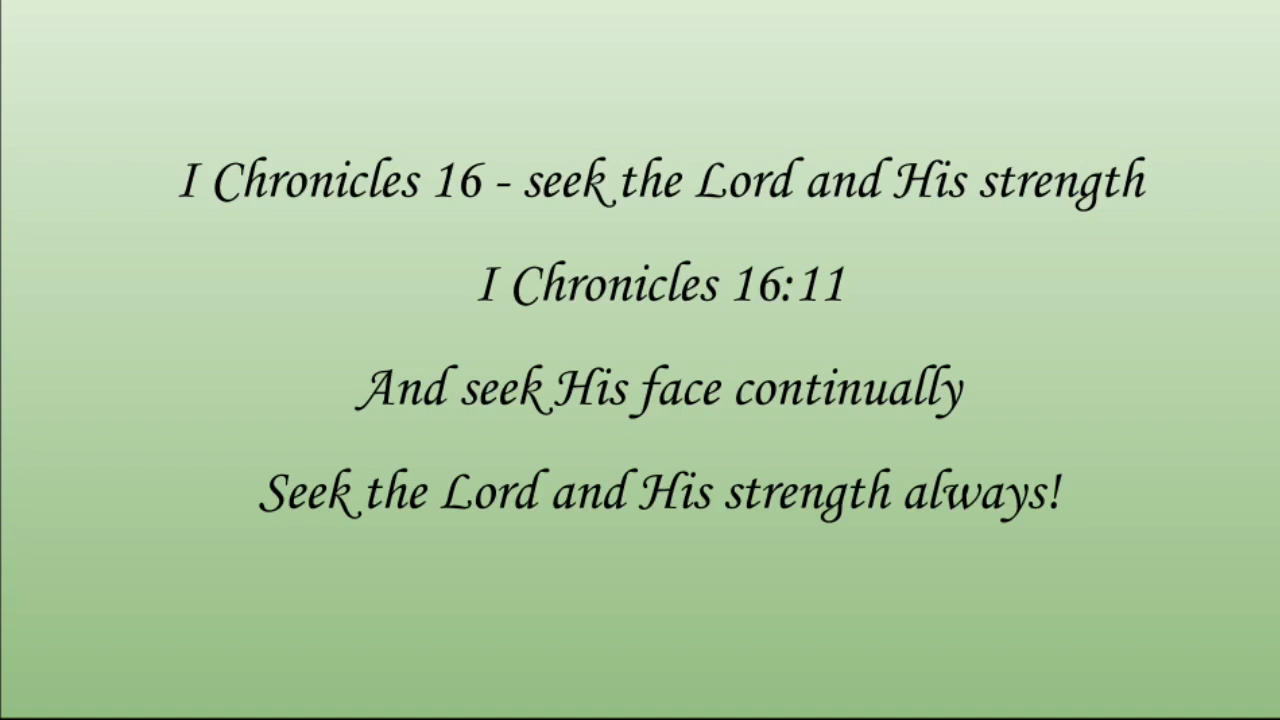 I Chronicles 16 - seek the Lord and His strength
I Chronicles 16:11
And seek His face continually
Seek the Lord and His strength always!